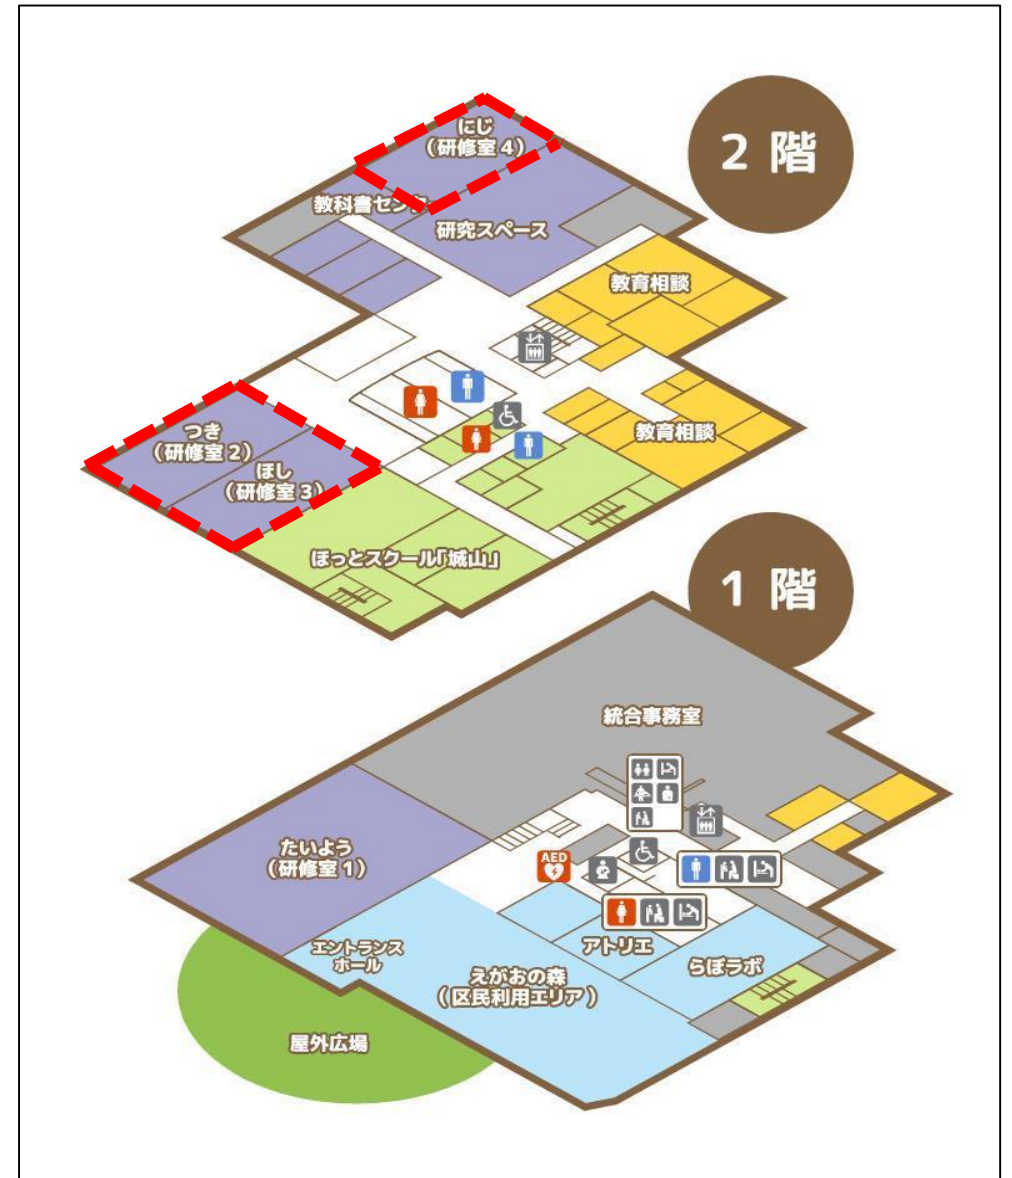 2 階
にじ
（研修室 4）
教科書センター
研究スペース
教育相談
教育相談
つき
（研修室 2）
ほし
（研修室 3）
ほっとスクール「城山」
1 階
統合事務室
たいよう
（研修室 1）
AED
エントランス
ホール
アトリエ
らぼラボ
えがおの森
（区民利用エリア）
屋外広場